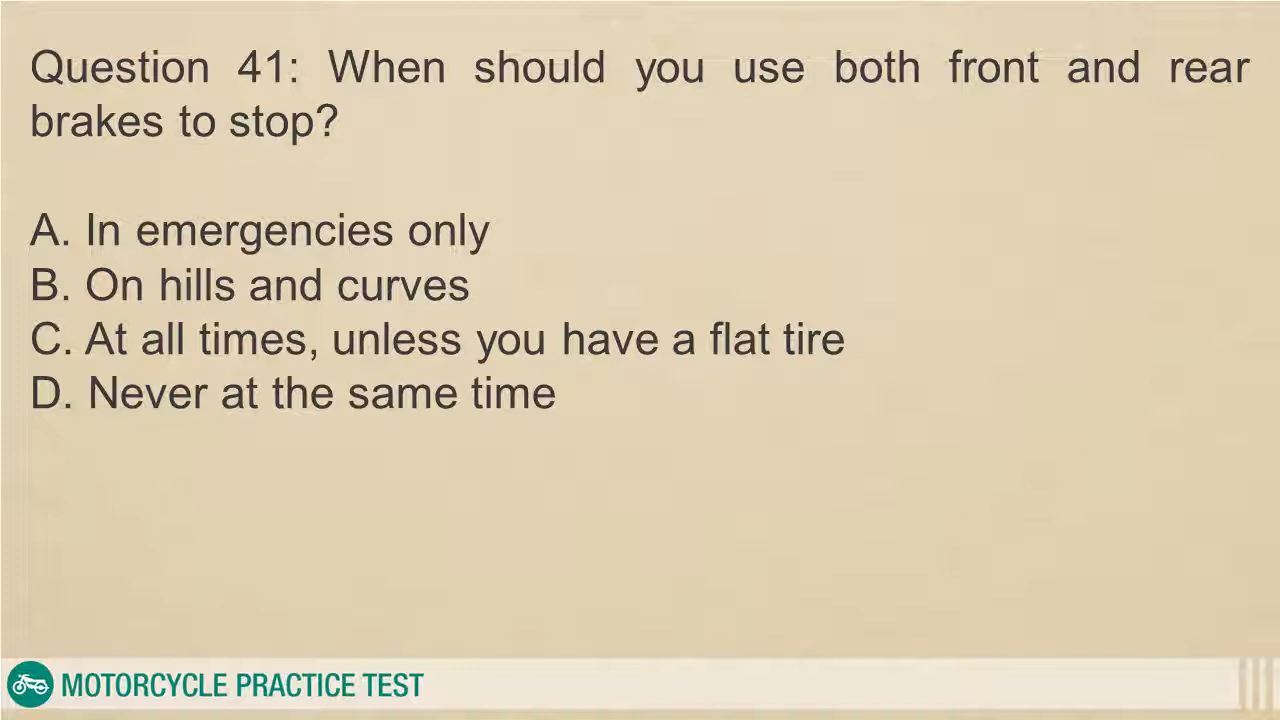 Question 41: When should you use both front and rear
brakes to stop?
A. In emergencies only
B. On hills and curves
C. At all times, unless you have a flat tire
D. Never at the same time
MOTORCYCLE PRACTICE TEST